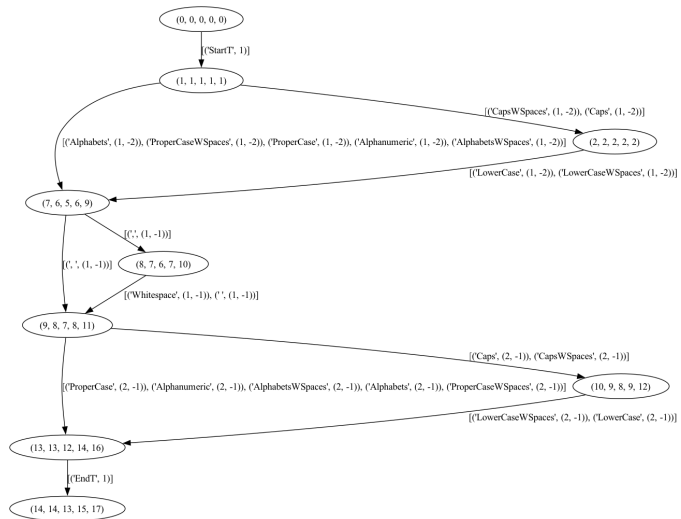 (0, 0, 0, 0, 0)
[('StartT', 1)]
(1, 1, 1, 1, 1)
[('CapsWSpaces', (1, -2)), ('Caps', (1, -2))]
[('Alphabets', (1, -2)), ('ProperCaseWSpaces', (1, -2)), ('ProperCase', (1, -2)), ('Alphanumeric', (1, -2)), ('AlphabetsWSpaces', (1, -2))]
(2, 2, 2, 2, 2)
[('LowerCase', (1, -2)), ('LowerCaseWSpaces', (1, -2))]
(7, 6, 5, 6, 9)
[(',', (1, -1))]
[(', ', (1, -1))]
(8, 7, 6, 7, 10)
[('Whitespace', (1, -1)), (' ', (1, -1))]
(9, 8, 7, 8, 11)
[('Caps', (2, -1)), ('CapsWSpaces', (2, -1))]
[('ProperCase', (2, -1)), ('Alphanumeric', (2, -1)), ('AlphabetsWSpaces', (2, -1)), ('Alphabets', (2, -1)), ('ProperCaseWSpaces', (2, -1))]
(10, 9, 8, 9, 12)
[('LowerCaseWSpaces', (2, -1)), ('LowerCase', (2, -1))]
(13, 13, 12, 14, 16)
[('EndT', 1)]
(14, 14, 13, 15, 17)